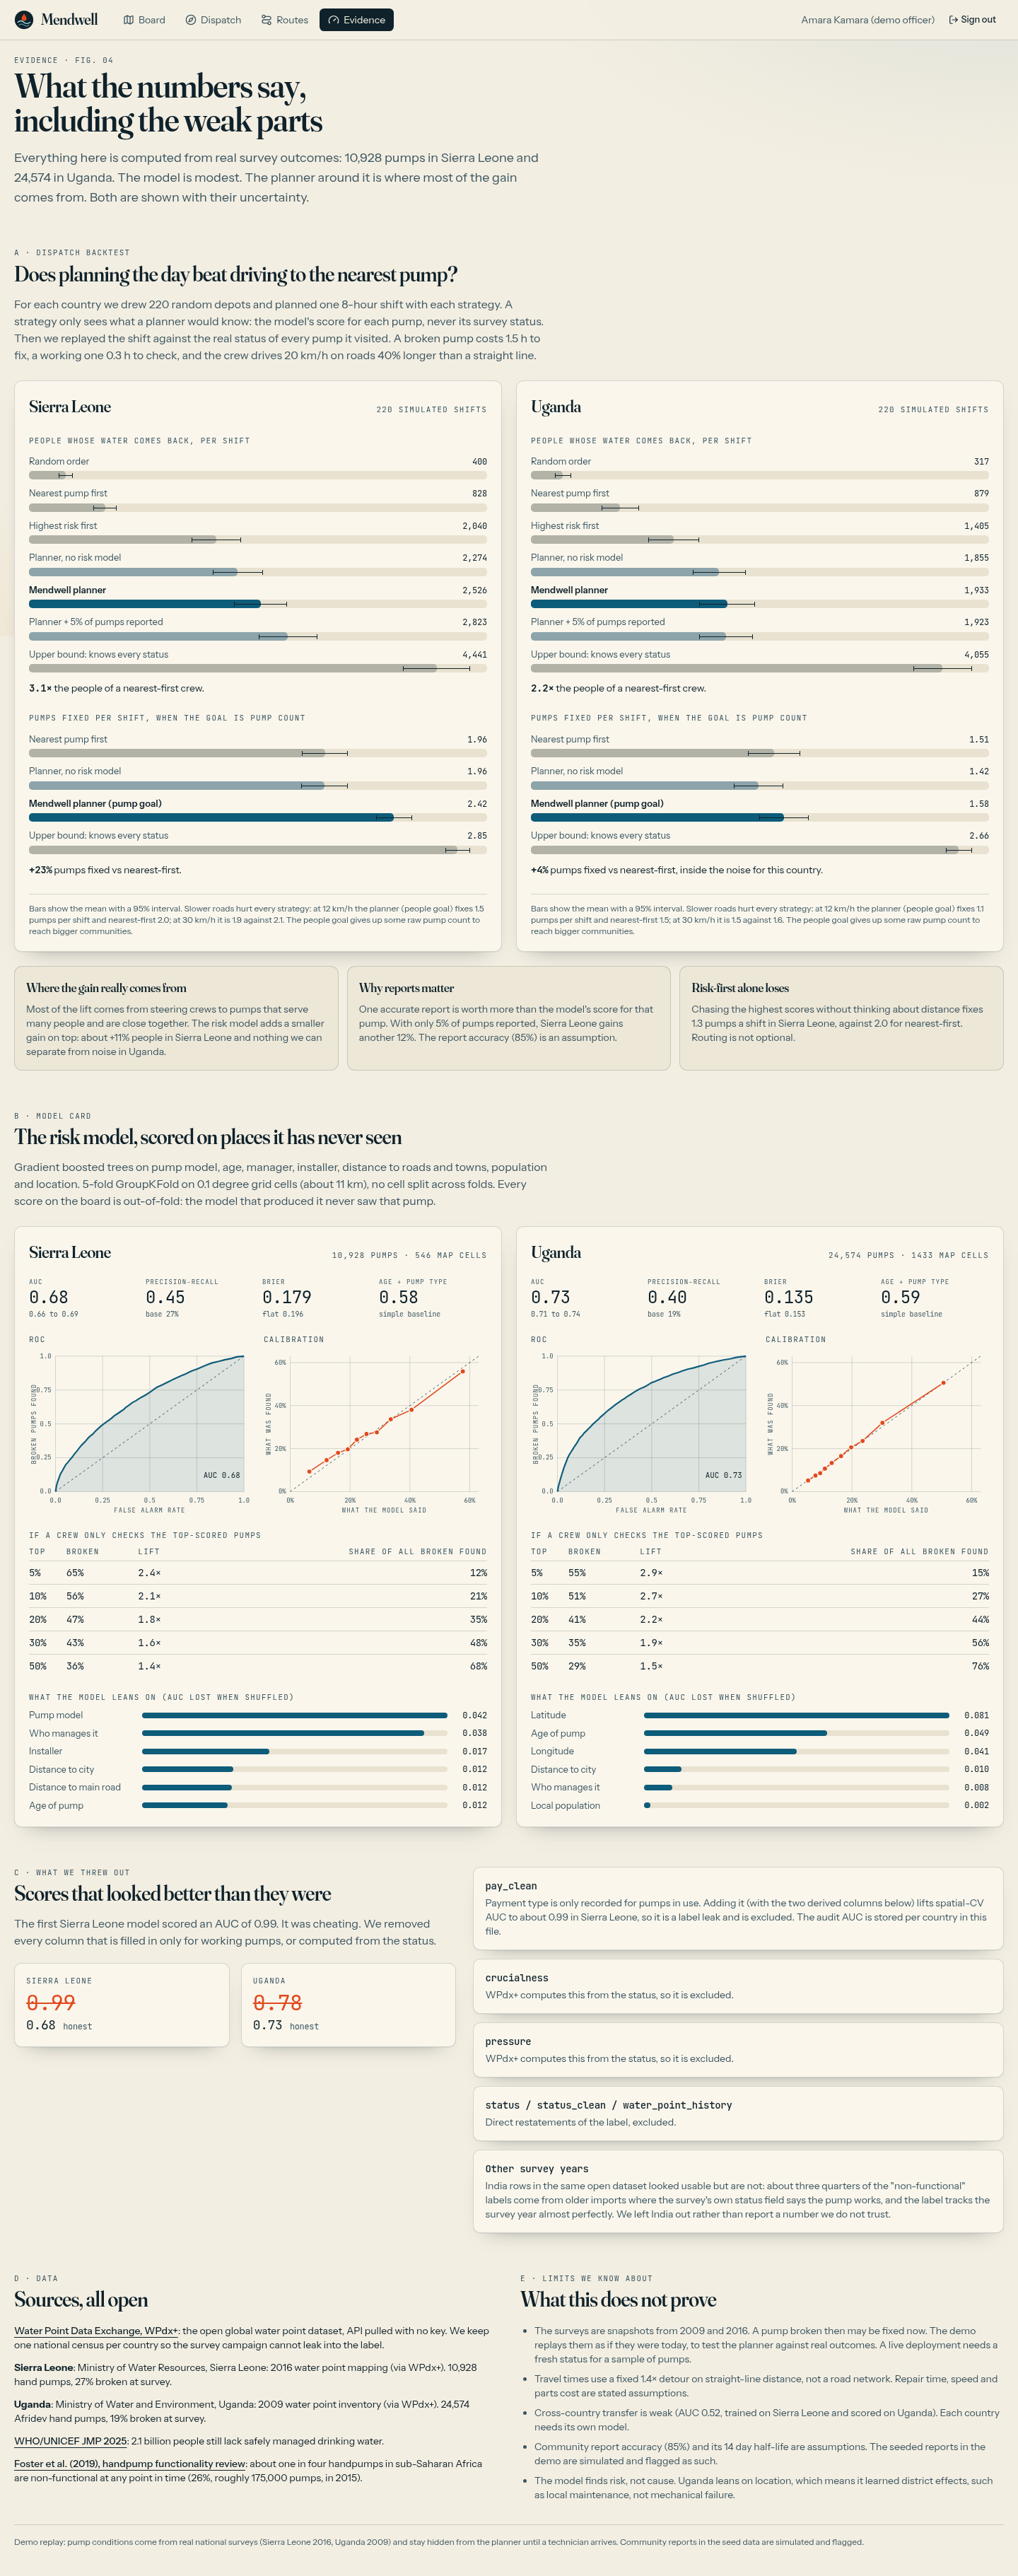 Mendwell
Board
Dispatch
Routes
Evidence
Amara Kamara (demo officer)
Sign out
EVIDENCE · FIG. 04
What the numbers say,
including the weak parts
Everything here is computed from real survey outcomes: 10,928 pumps in Sierra Leone and
24,574 in Uganda. The model is modest. The planner around it is where most of the gain
comes from. Both are shown with their uncertainty.
A · DISPATCH BACKTEST
Does planning the day beat driving to the nearest pump?
For each country we drew 220 random depots and planned one 8-hour shift with each strategy. A
strategy only sees what a planner would know: the model's score for each pump, never its survey status.
Then we replayed the shift against the real status of every pump it visited. A broken pump costs 1.5 h to
fix, a working one 0.3 h to check, and the crew drives 20 km/h on roads 40% longer than a straight line.
Sierra Leone
220 SIMULATED SHIFTS
PEOPLE WHOSE WATER COMES BACK, PER SHIFT
Random order 400
Nearest pump first 828
Highest risk first 2,040
Planner, no risk model 2,274
Mendwell planner 2,526
Planner + 5% of pumps reported 2,823
Upper bound: knows every status 4,441
3.1× the people of a nearest-first crew.
PUMPS FIXED PER SHIFT, WHEN THE GOAL IS PUMP COUNT
Nearest pump first 1.96
Planner, no risk model 1.96
Mendwell planner (pump goal) 2.42
Upper bound: knows every status 2.85
+23% pumps fixed vs nearest-first.
Bars show the mean with a 95% interval. Slower roads hurt every strategy: at 12 km/h the planner (people goal) fixes 1.5
pumps per shift and nearest-first 2.0; at 30 km/h it is 1.9 against 2.1. The people goal gives up some raw pump count to
reach bigger communities.
Uganda
220 SIMULATED SHIFTS
PEOPLE WHOSE WATER COMES BACK, PER SHIFT
Random order 317
Nearest pump first 879
Highest risk first 1,405
Planner, no risk model 1,855
Mendwell planner 1,933
Planner + 5% of pumps reported 1,923
Upper bound: knows every status 4,055
2.2× the people of a nearest-first crew.
PUMPS FIXED PER SHIFT, WHEN THE GOAL IS PUMP COUNT
Nearest pump first 1.51
Planner, no risk model 1.42
Mendwell planner (pump goal) 1.58
Upper bound: knows every status 2.66
+4% pumps fixed vs nearest-first, inside the noise for this country.
Bars show the mean with a 95% interval. Slower roads hurt every strategy: at 12 km/h the planner (people goal) fixes 1.1
pumps per shift and nearest-first 1.5; at 30 km/h it is 1.5 against 1.6. The people goal gives up some raw pump count to
reach bigger communities.
Where the gain really comes from
Most of the lift comes from steering crews to pumps that serve
many people and are close together. The risk model adds a smaller
gain on top: about +11% people in Sierra Leone and nothing we can
separate from noise in Uganda.
Why reports matter
One accurate report is worth more than the model's score for that
pump. With only 5% of pumps reported, Sierra Leone gains
another 12%. The report accuracy (85%) is an assumption.
Risk-first alone loses
Chasing the highest scores without thinking about distance fixes
1.3 pumps a shift in Sierra Leone, against 2.0 for nearest-first.
Routing is not optional.
B · MODEL CARD
The risk model, scored on places it has never seen
Gradient boosted trees on pump model, age, manager, installer, distance to roads and towns, population
and location. 5-fold GroupKFold on 0.1 degree grid cells (about 11 km), no cell split across folds. Every
score on the board is out-of-fold: the model that produced it never saw that pump.
Sierra Leone
10,928 PUMPS · 546 MAP CELLS
AUC PRECISION-RECALL BRIER AGE + PUMP TYPE
0.68 0.45 0.179 0.58
0.66 to 0.69 base 27% flat 0.196 simple baseline
ROC
BROKEN PUMPS FOUND
1.0
0.75
0.5
0.25
0.0
AUC 0.68
0.0 0.25 0.5 0.75 1.0
FALSE ALARM RATE
CALIBRATION
WHAT WAS FOUND
60%
40%
20%
0%
0% 20% 40% 60%
WHAT THE MODEL SAID
IF A CREW ONLY CHECKS THE TOP-SCORED PUMPS
TOP BROKEN LIFT SHARE OF ALL BROKEN FOUND
5% 65% 2.4× 12%
10% 56% 2.1× 21%
20% 47% 1.8× 35%
30% 43% 1.6× 48%
50% 36% 1.4× 68%
WHAT THE MODEL LEANS ON (AUC LOST WHEN SHUFFLED)
Pump model 0.042
Who manages it 0.038
Installer 0.017
Distance to city 0.012
Distance to main road 0.012
Age of pump 0.012
Uganda
24,574 PUMPS · 1433 MAP CELLS
AUC PRECISION-RECALL BRIER AGE + PUMP TYPE
0.73 0.40 0.135 0.59
0.71 to 0.74 base 19% flat 0.153 simple baseline
ROC
BROKEN PUMPS FOUND
1.0
0.75
0.5
0.25
0.0
AUC 0.73
0.0 0.25 0.5 0.75 1.0
FALSE ALARM RATE
CALIBRATION
WHAT WAS FOUND
60%
40%
20%
0%
0% 20% 40% 60%
WHAT THE MODEL SAID
IF A CREW ONLY CHECKS THE TOP-SCORED PUMPS
TOP BROKEN LIFT SHARE OF ALL BROKEN FOUND
5% 55% 2.9× 15%
10% 51% 2.7× 27%
20% 41% 2.2× 44%
30% 35% 1.9× 56%
50% 29% 1.5× 76%
WHAT THE MODEL LEANS ON (AUC LOST WHEN SHUFFLED)
Latitude 0.081
Age of pump 0.049
Longitude 0.041
Distance to city 0.010
Who manages it 0.008
Local population 0.002
C · WHAT WE THREW OUT
Scores that looked better than they were
The first Sierra Leone model scored an AUC of 0.99. It was cheating. We removed
every column that is filled in only for working pumps, or computed from the status.
SIERRA LEONE
0.99
0.68 honest
UGANDA
0.78
0.73 honest
pay_clean
Payment type is only recorded for pumps in use. Adding it (with the two derived columns below) lifts spatial-CV
AUC to about 0.99 in Sierra Leone, so it is a label leak and is excluded. The audit AUC is stored per country in this
file.
crucialness
WPdx+ computes this from the status, so it is excluded.
pressure
WPdx+ computes this from the status, so it is excluded.
status / status_clean / water_point_history
Direct restatements of the label, excluded.
Other survey years
India rows in the same open dataset looked usable but are not: about three quarters of the "non-functional"
labels come from older imports where the survey's own status field says the pump works, and the label tracks the
survey year almost perfectly. We left India out rather than report a number we do not trust.
D · DATA
Sources, all open
Water Point Data Exchange, WPdx+: the open global water point dataset, API pulled with no key. We keep
one national census per country so the survey campaign cannot leak into the label.
Sierra Leone: Ministry of Water Resources, Sierra Leone: 2016 water point mapping (via WPdx+). 10,928
hand pumps, 27% broken at survey.
Uganda: Ministry of Water and Environment, Uganda: 2009 water point inventory (via WPdx+). 24,574
Afridev hand pumps, 19% broken at survey.
WHO/UNICEF JMP 2025: 2.1 billion people still lack safely managed drinking water.
Foster et al. (2019), handpump functionality review: about one in four handpumps in sub-Saharan Africa
are non-functional at any point in time (26%, roughly 175,000 pumps, in 2015).
E · LIMITS WE KNOW ABOUT
What this does not prove
The surveys are snapshots from 2009 and 2016. A pump broken then may be fixed now. The demo
replays them as if they were today, to test the planner against real outcomes. A live deployment needs a
fresh status for a sample of pumps.
Travel times use a fixed 1.4× detour on straight-line distance, not a road network. Repair time, speed and
parts cost are stated assumptions.
Cross-country transfer is weak (AUC 0.52, trained on Sierra Leone and scored on Uganda). Each country
needs its own model.
Community report accuracy (85%) and its 14 day half-life are assumptions. The seeded reports in the
demo are simulated and flagged as such.
The model finds risk, not cause. Uganda leans on location, which means it learned district effects, such
as local maintenance, not mechanical failure.
Demo replay: pump conditions come from real national surveys (Sierra Leone 2016, Uganda 2009) and stay hidden from the planner until a technician arrives. Community reports in the seed data are simulated and flagged.